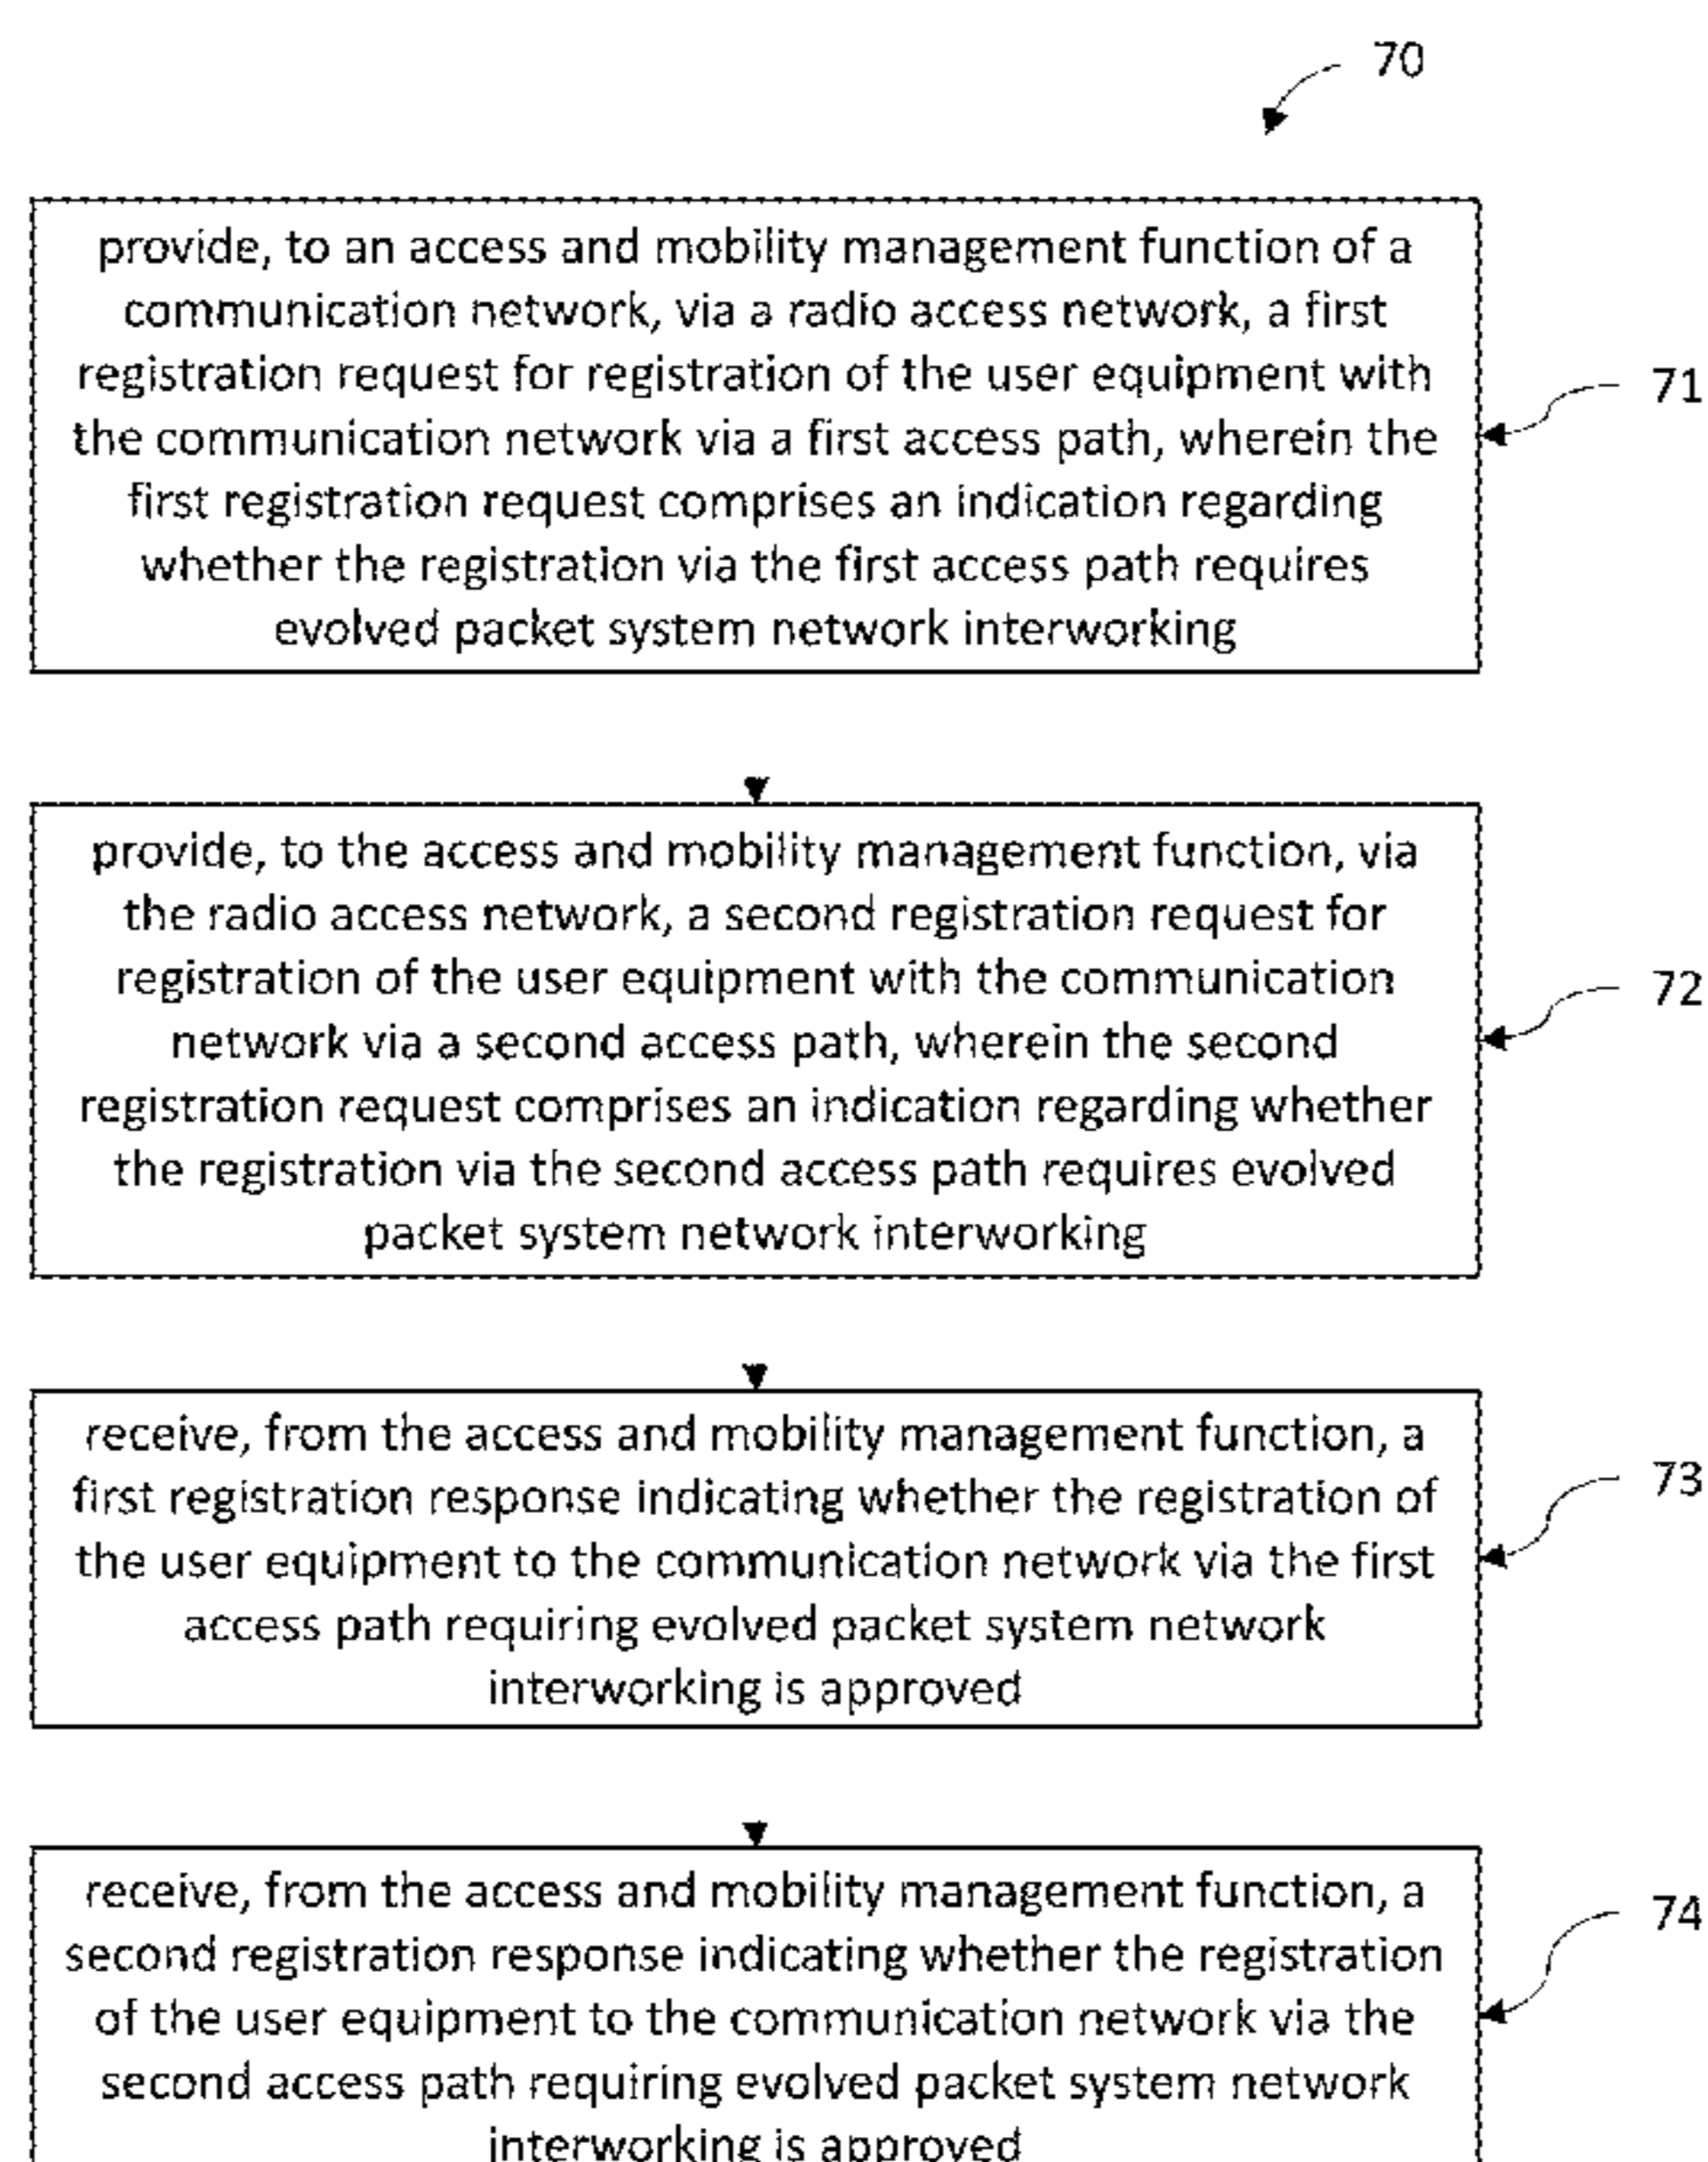 70
provide, to an access and mobility management function of a
communication network, via a radio access network, a first
registration request for registration of the user equipment with
the communication network via a first access path, wherein the
first registration request comprises an indication regarding
whether the registration via the first access path requires
evolved packet system network interworking
71
provide, to the access and mobility management function, via
the radio access network, a second registration request for
registration of the user equipment with the communication
network via a second access path, wherein the second
registration request comprises an indication regarding whether
the registration via the second access path requires evolved
packet system network interworking
72
receive, from the access and mobility management function, a
first registration response indicating whether the registration of
the user equipment to the communication network via the first
access path requiring evolved packet system network
interworking is approved
73
receive, from the access and mobility management function, a
second registration response indicating whether the registration
of the user equipment to the communication network via the
second access path requiring evolved packet system network
interworking is approved
74